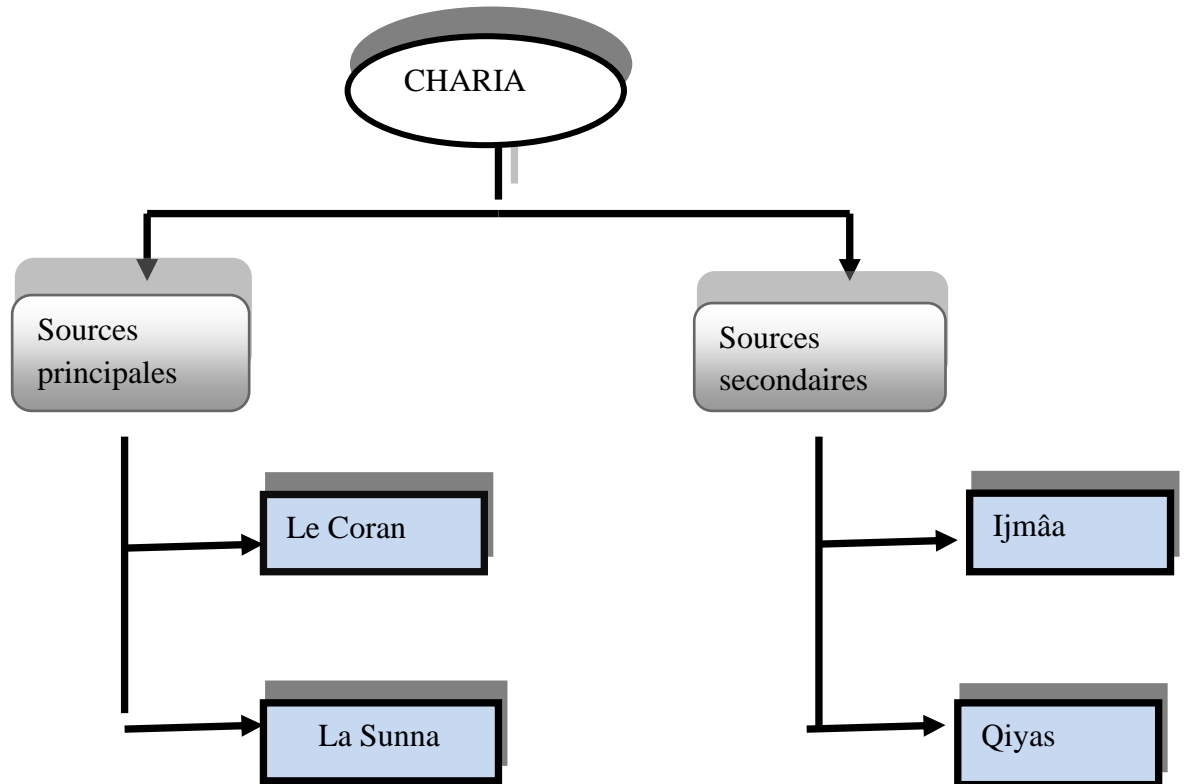 CHARIA
Sources
principales
Sources
secondaires
Le Coran
Ijmâa
La Sunna
Qiyas